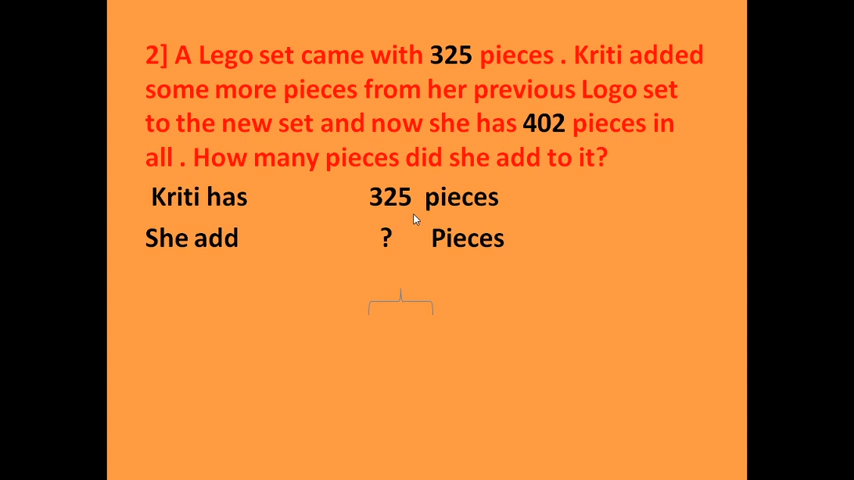 2] A Lego set came with 325 pieces . Kriti added
some more pieces from her previous Logo set
to the new set and now she has 402 pieces in
all . How many pieces did she add to it?
Kriti has 325 pieces
She add ? Pieces